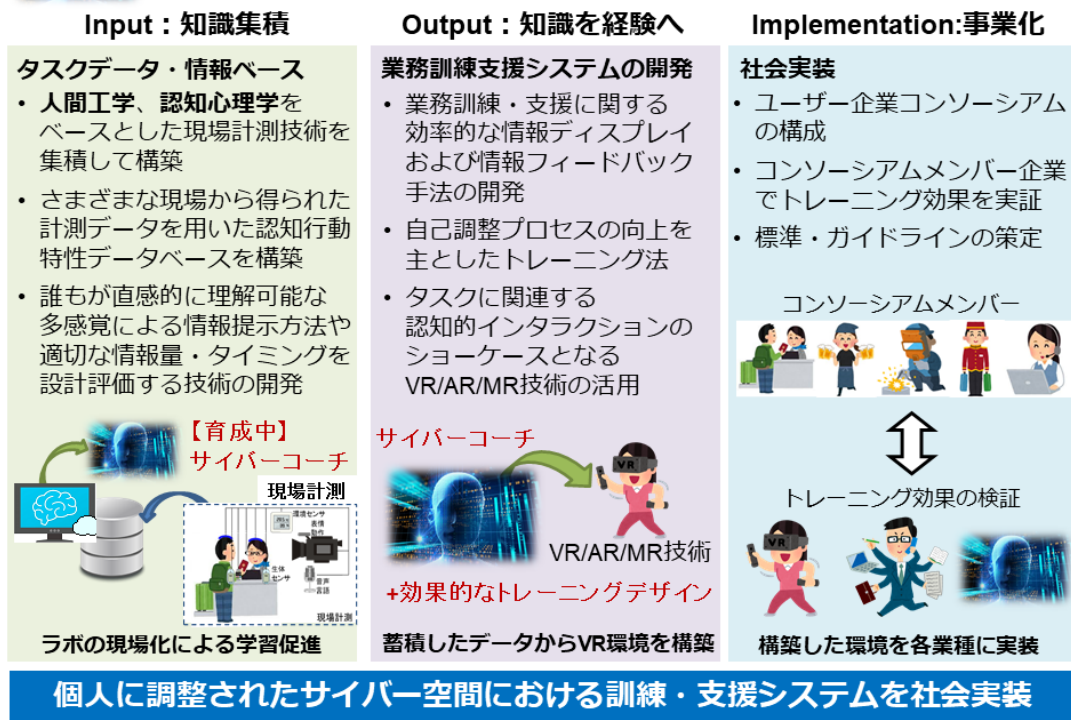 Input：知識集積
タスクデータ・情報ベース
• 人間工学、認知心理学を
ベースとした現場計測技術を
集積して構築
• さまざまな現場から得られた
計測データを用いた認知行動
特性データベースを構築
• 誰もが直感的に理解可能な
多感覚による情報提示方法や
適切な情報量・タイミングを
設計評価する技術の開発
【育成中】
サイバーコーチ
現場計測
環境センサ
表情
動作
生体
センサ
音声
言語
現場計測
ラボの現場化による学習促進
Output：知識を経験へ
業務訓練支援システムの開発
• 業務訓練・支援に関する
効率的な情報ディスプレイ
および情報フィードバック
手法の開発
• 自己調整プロセスの向上を
主としたトレーニング法
• タスクに関連する
認知的インタラクションの
ショーケースとなる
VR/AR/MR技術の活用
サイバーコーチ
VR
VR/AR/MR技術
+効果的なトレーニングデザイン
蓄積したデータからVR環境を構築
Implementation:事業化
社会実装
• ユーザー企業コンソーシアム
の構成
• コンソーシアムメンバー企業
でトレーニング効果を実証
• 標準・ガイドラインの策定
コンソーシアムメンバー
トレーニング効果の検証
VR
構築した環境を各業種に実装
個人に調整されたサイバー空間における訓練・支援システムを社会実装